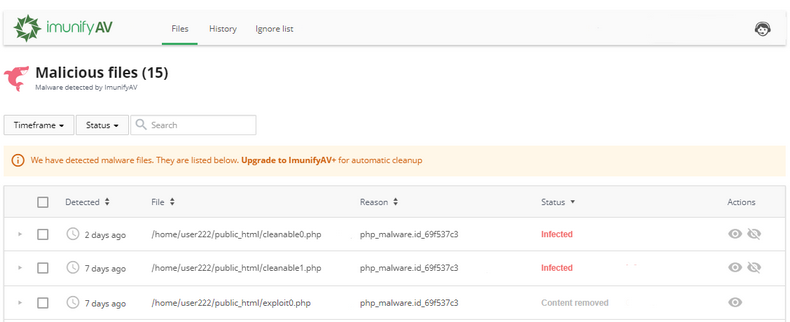 imunifyAV
Files History Ignore list
Malicious files (15)
Malware detected by ImunifyAV
Timeframe Status Search
We have detected malware files. They are listed below. Upgrade to ImunifyAV+ for automatic cleanup
Detected File Reason Status Actions
2 days ago /home/user222/public_html/cleanable0.php php_malware.id_69f537c3 Infected
7 days ago /home/user222/public_html/cleanable1.php php_malware.id_69f537c3 Infected
7 days ago /home/user222/public_html/exploit0.php php_malware.id_69f537c3 Content removed